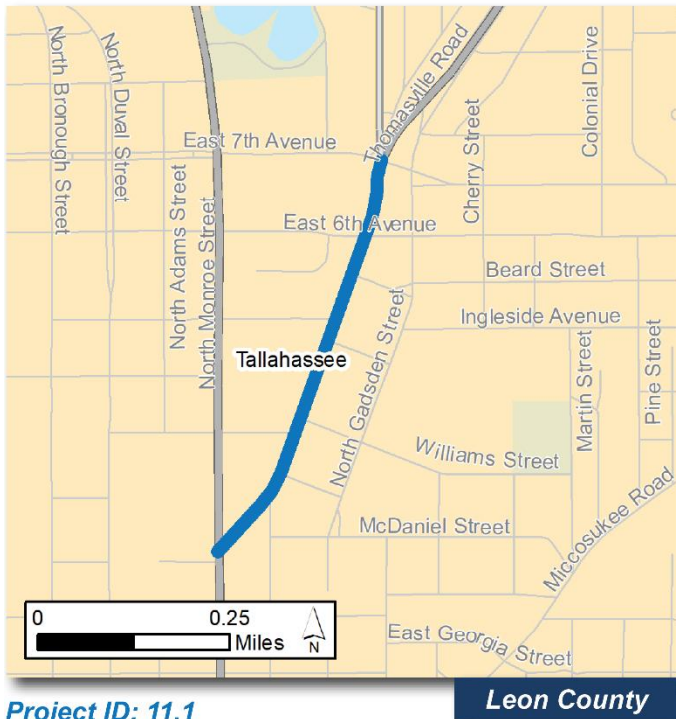 North Bronough Street
North Duval Street
Thomasville Road
Colonial Drive
East 7th Avenue
Cherry Street
North Adams Street
North Monroe Street
East 6th Avenue
Beard Street
Ingleside Avenue
North Gadsden Street
Tallahassee
Martin Street
Pine Street
Williams Street
McDaniel Street
Miccosukee Road
0 0.25
Miles
N
East Georgia Street
Project ID: 11.1
Leon County